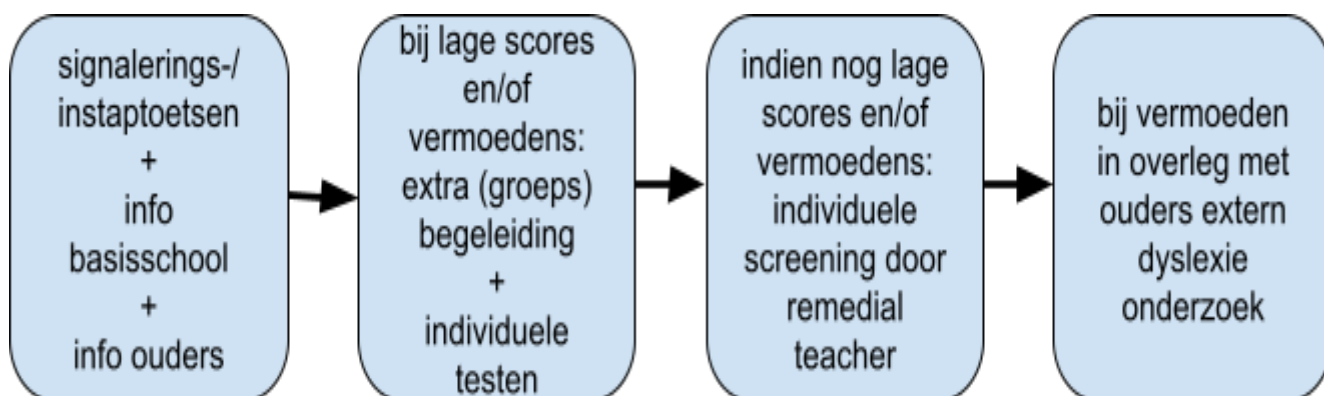 signalerings-/
instaptoetsen
+
info
basisschool
+
info ouders
bij lage scores
en/of
vermoedens:
extra (groeps)
begeleiding
+
individuele
testen
indien nog lage
scores en/of
vermoedens:
individuele
screening door
remedial
teacher
bij vermoeden
in overleg met
ouders extern
dyslexie
onderzoek